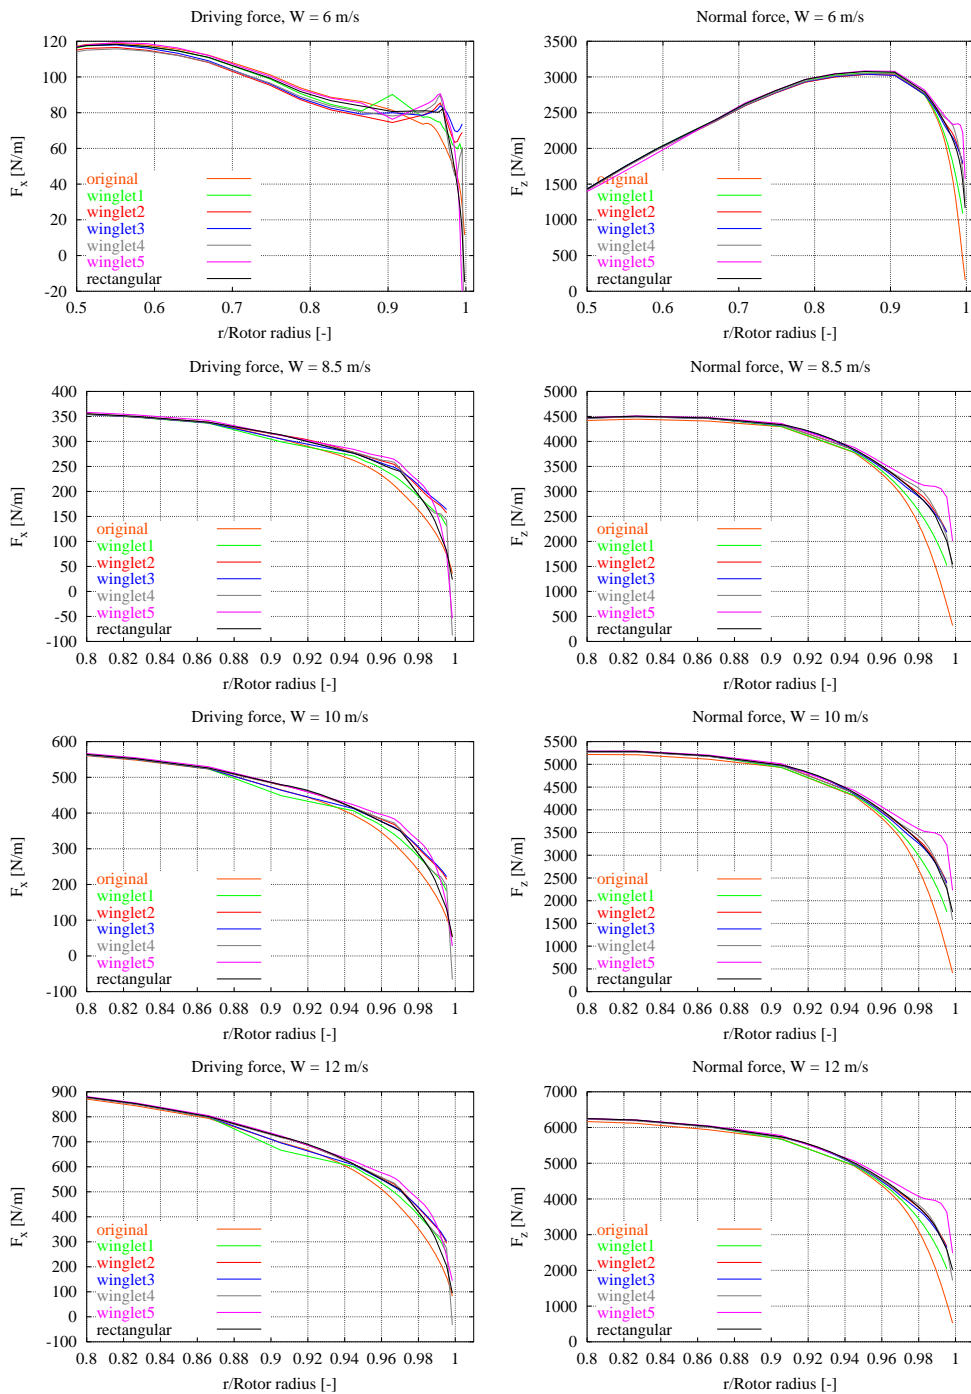 Driving force, W = 6 m/s
F_x [N/m]
120
100
80
60
40
20
0
-20
original
winglet1
winglet2
winglet3
winglet4
winglet5
rectangular
0.5 0.6 0.7 0.8 0.9 1
r/Rotor radius [-]
Normal force, W = 6 m/s
F_z [N/m]
3500
3000
2500
2000
1500
1000
500
0
original
winglet1
winglet2
winglet3
winglet4
winglet5
rectangular
0.5 0.6 0.7 0.8 0.9 1
r/Rotor radius [-]
Driving force, W = 8.5 m/s
F_x [N/m]
400
350
300
250
200
150
100
50
0
-50
-100
original
winglet1
winglet2
winglet3
winglet4
winglet5
rectangular
0.8 0.82 0.84 0.86 0.88 0.9 0.92 0.94 0.96 0.98 1
r/Rotor radius [-]
Normal force, W = 8.5 m/s
F_z [N/m]
5000
4500
4000
3500
3000
2500
2000
1500
1000
500
0
original
winglet1
winglet2
winglet3
winglet4
winglet5
rectangular
0.8 0.82 0.84 0.86 0.88 0.9 0.92 0.94 0.96 0.98 1
r/Rotor radius [-]
Driving force, W = 10 m/s
F_x [N/m]
600
500
400
300
200
100
0
-100
original
winglet1
winglet2
winglet3
winglet4
winglet5
rectangular
0.8 0.82 0.84 0.86 0.88 0.9 0.92 0.94 0.96 0.98 1
r/Rotor radius [-]
Normal force, W = 10 m/s
F_z [N/m]
5500
5000
4500
4000
3500
3000
2500
2000
1500
1000
500
0
original
winglet1
winglet2
winglet3
winglet4
winglet5
rectangular
0.8 0.82 0.84 0.86 0.88 0.9 0.92 0.94 0.96 0.98 1
r/Rotor radius [-]
Driving force, W = 12 m/s
F_x [N/m]
900
800
700
600
500
400
300
200
100
0
-100
original
winglet1
winglet2
winglet3
winglet4
winglet5
rectangular
0.8 0.82 0.84 0.86 0.88 0.9 0.92 0.94 0.96 0.98 1
r/Rotor radius [-]
Normal force, W = 12 m/s
F_z [N/m]
7000
6000
5000
4000
3000
2000
1000
0
original
winglet1
winglet2
winglet3
winglet4
winglet5
rectangular
0.8 0.82 0.84 0.86 0.88 0.9 0.92 0.94 0.96 0.98 1
r/Rotor radius [-]